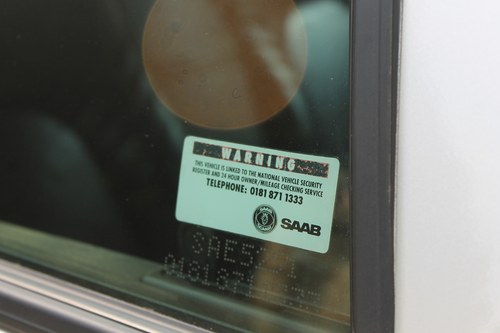 WARNING
THIS VEHICLE IS LINKED TO THE NATIONAL VEHICLE SECURITY
REGISTER AND 24 HOUR OWNER/MILEAGE CHECKING SERVICE
TELEPHONE: 0181 871 1333
SAAB